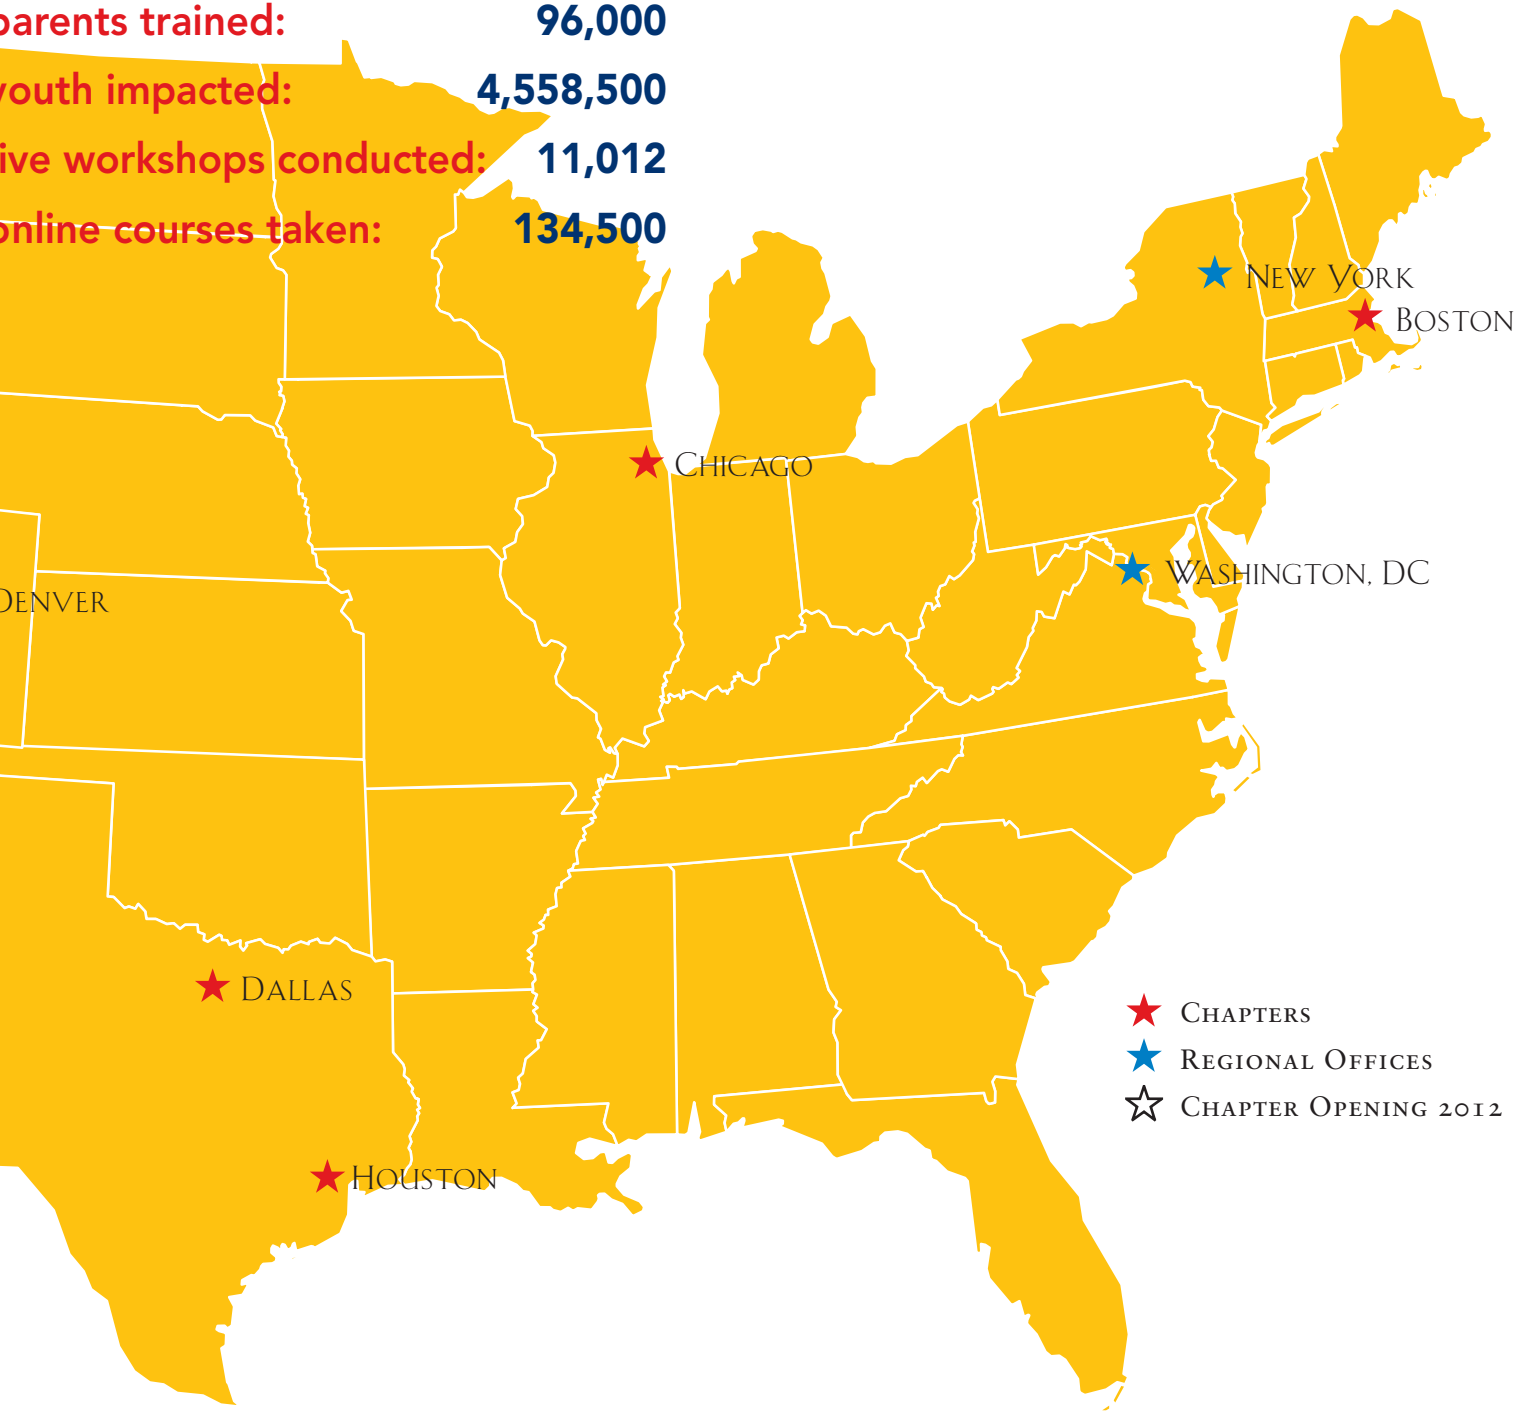 parents trained: 96,000
youth impacted: 4,558,500
live workshops conducted: 11,012
online courses taken: 134,500
New York
Boston
Chicago
Washington, DC
Denver
Dallas
Chapters
Regional Offices
Chapter Opening 2012
Houston